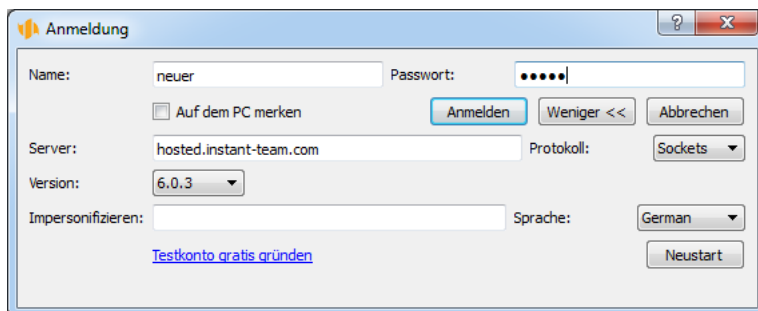 Anmeldung
Name: neuer Passwort: •••••
Auf dem PC merken Anmelden Weniger << Abbrechen
Server: hosted.instant-team.com Protokoll: Sockets
Version: 6.0.3
Impersonifizieren: Sprache: German
Testkonto gratis gründen Neustart